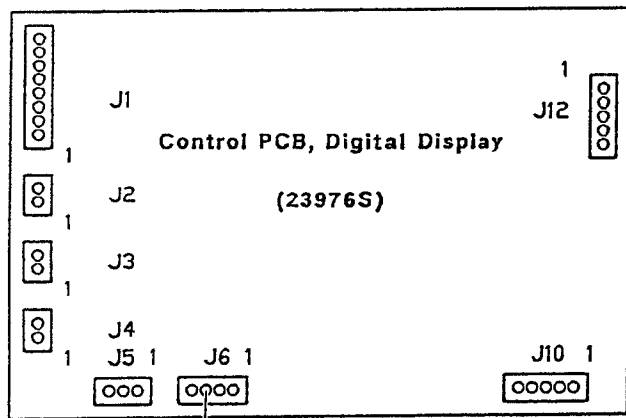 J1
1
J12
Control PCB, Digital Display
1
J2
(23976S)
1
J3
1
J4
1
J5 1
J6 1
J10 1